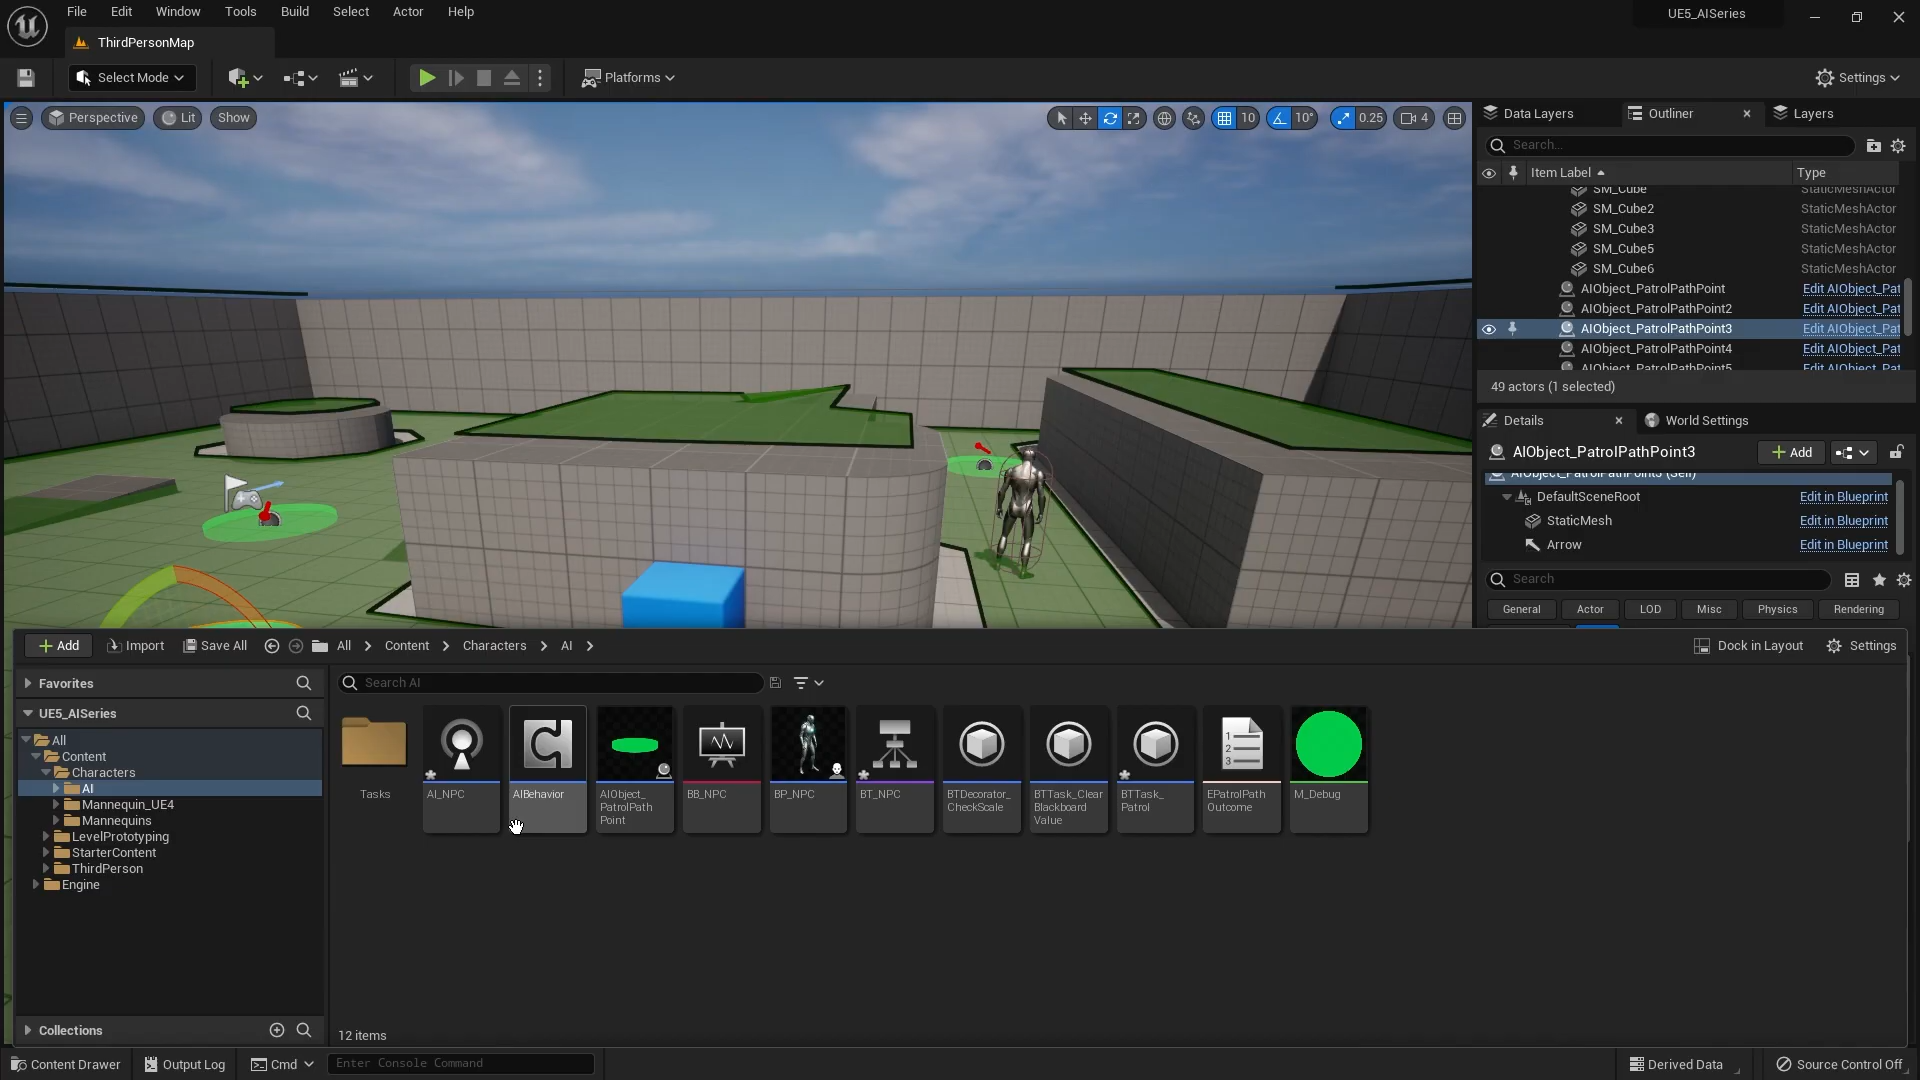 File Edit Window Tools Build Select Actor Help
UE5_AISeries
ThirdPersonMap
Select Mode
Platforms
Settings
Perspective
Lit
Show
10
10°
0.25
4
Data Layers
Outliner
Layers
Search...
Item Label
Type
SM_Cube StaticMeshActor
SM_Cube2 StaticMeshActor
SM_Cube3 StaticMeshActor
SM_Cube5 StaticMeshActor
SM_Cube6 StaticMeshActor
AIObject_PatrolPathPoint Edit AIObject_Pat
AIObject_PatrolPathPoint2 Edit AIObject_Pat
AIObject_PatrolPathPoint3 Edit AIObject_Pat
AIObject_PatrolPathPoint4 Edit AIObject_Pat
AIObject_PatrolPathPoint5 Edit AIObject_Pat
49 actors (1 selected)
Details
World Settings
AIObject_PatrolPathPoint3
Add
AIObject_PatrolPathPoint3 (Self)
DefaultSceneRoot Edit in Blueprint
StaticMesh Edit in Blueprint
Arrow Edit in Blueprint
Search
General Actor LOD Misc Physics Rendering
Add
Import
Save All
All
Content
Characters
AI
Dock in Layout
Settings
Favorites
UE5_AISeries
All
Content
Characters
AI
Mannequin_UE4
Mannequins
LevelPrototyping
StarterContent
ThirdPerson
Engine
Collections
Search AI
Tasks
AI_NPC
AIBehavior
AIObject_
PatrolPath
Point
BB_NPC
BP_NPC
BT_NPC
BTDecorator_
CheckScale
BTTask_Clear
Blackboard
Value
BTTask_
Patrol
EPatrolPath
Outcome
M_Debug
12 items
Content Drawer
Output Log
Cmd
Enter Console Command
Derived Data
Source Control Off